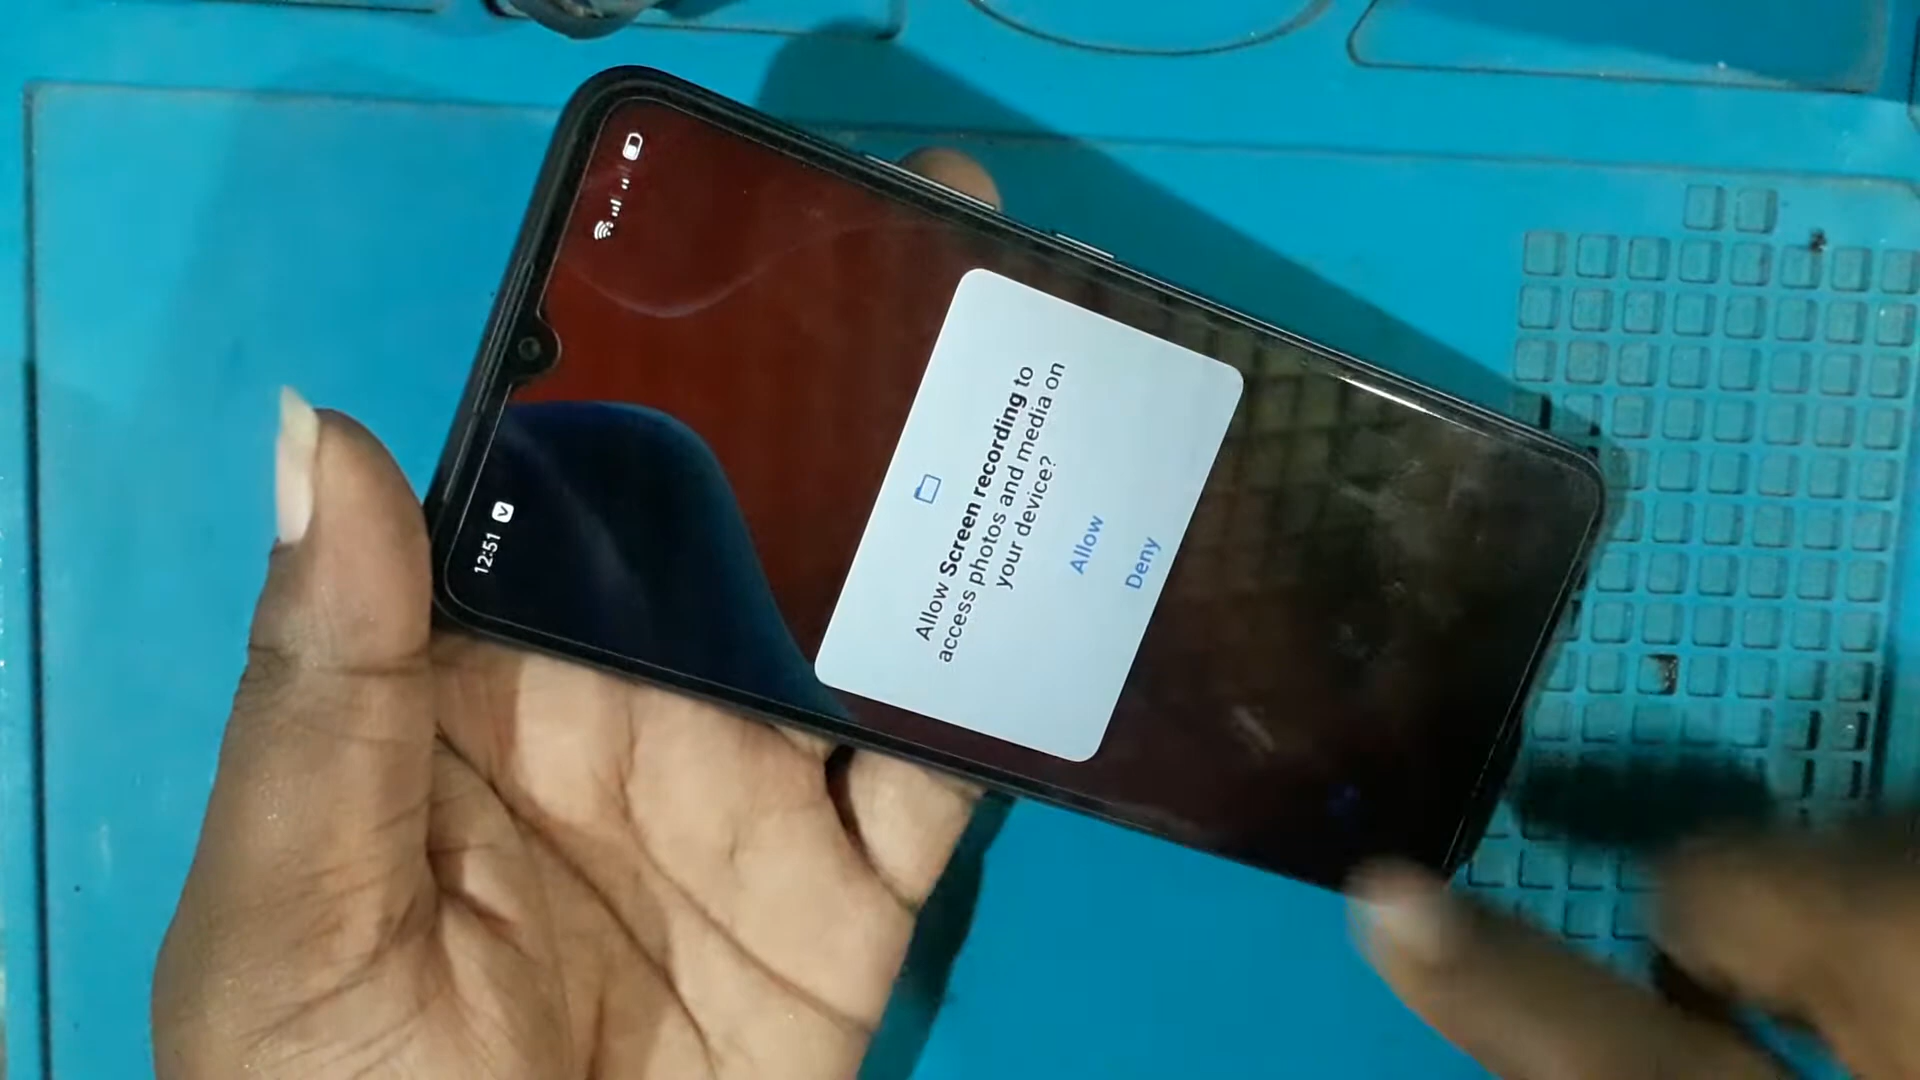 12:51
Allow Screen recording to
access photos and media on
your device?
Allow
Deny